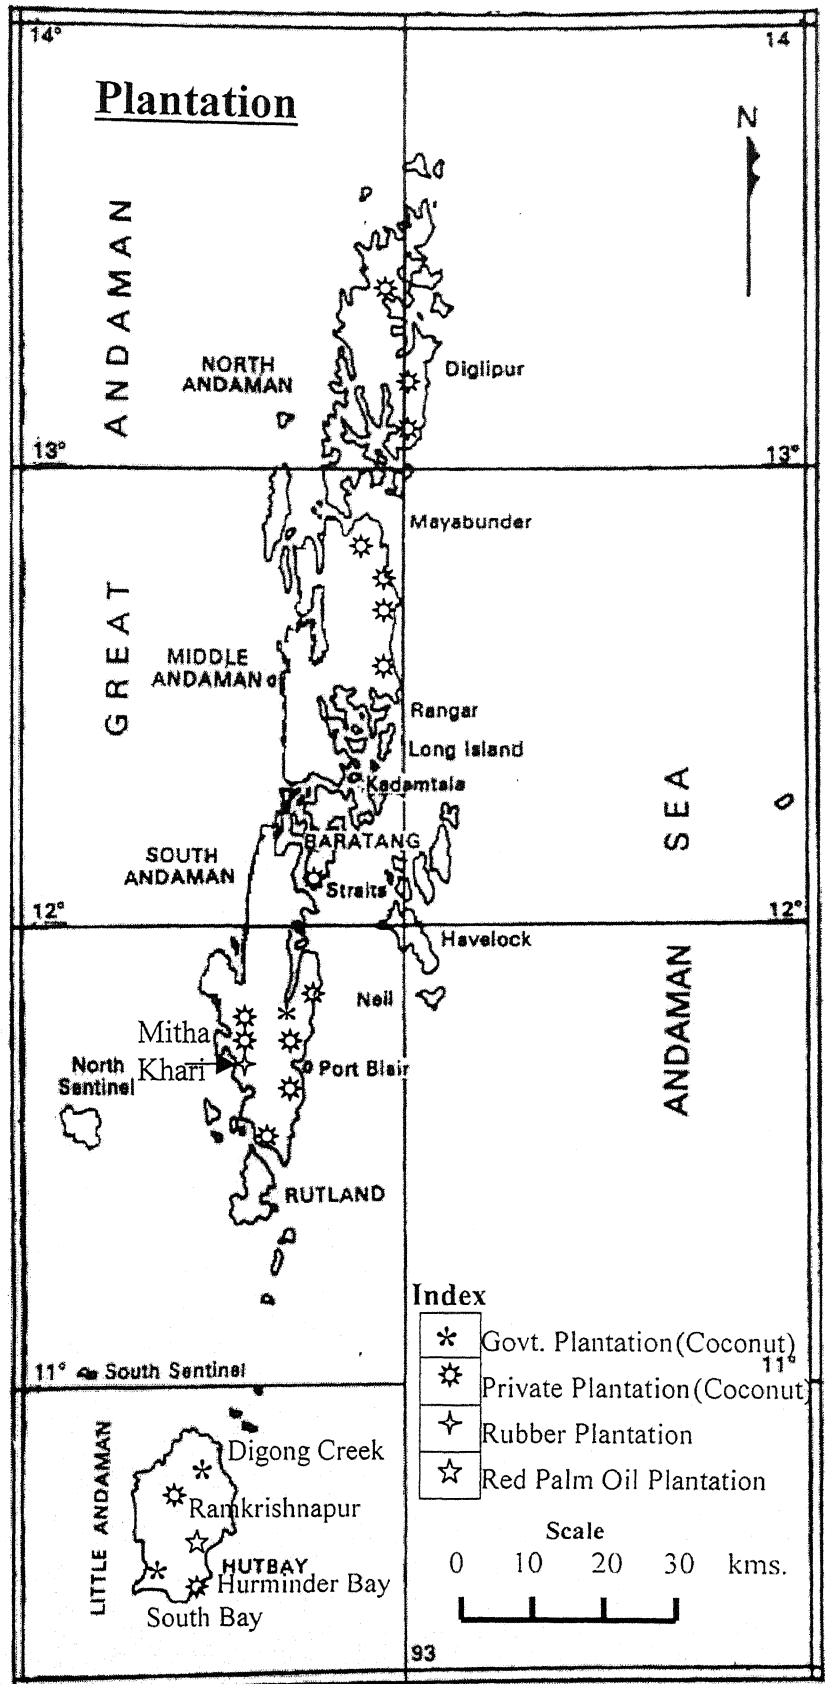 14°
14
Plantation
N
GREAT ANDAMAN
NORTH
ANDAMAN
Diglipur
13°
13°
Mayabunder
MIDDLE
ANDAMAN
Rangar
Long Island
Kadamtala
BARATANG
SOUTH
ANDAMAN
Straits
ANDAMAN SEA
12°
12°
Havelock
Neil
Mitha
Khari
North
Sentinel
Port Blair
RUTLAND
Index
Govt. Plantation(Coconut)
Private Plantation(Coconut)
Rubber Plantation
Red Palm Oil Plantation
11°
South Sentinel
11°
LITTLE ANDAMAN
Digong Creek
Ramkrishnapur
HUTBAY
Hurminder Bay
South Bay
Scale
0 10 20 30 kms.
93